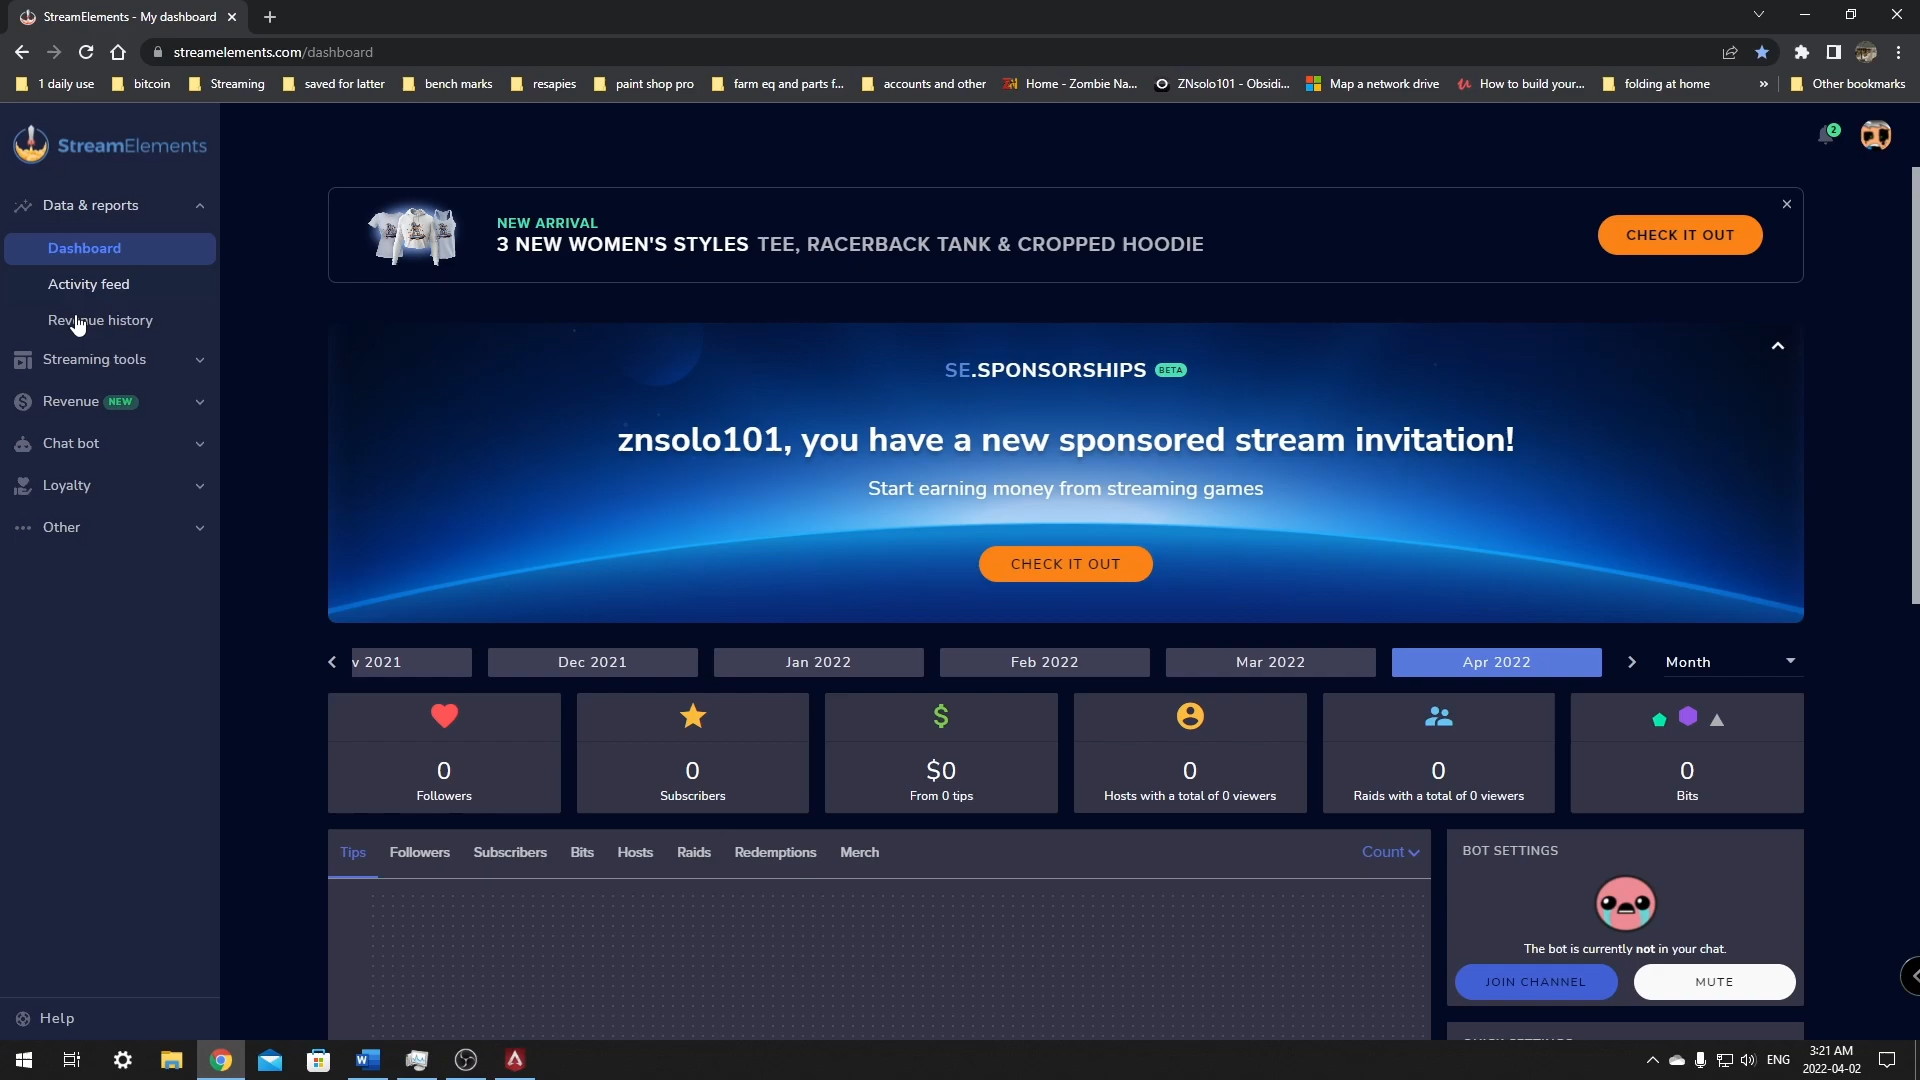 StreamElements - My dashboard
streamelements.com/dashboard
1 daily use
bitcoin
Streaming
saved for latter
bench marks
resapies
paint shop pro
farm eq and parts f...
accounts and other
Home - Zombie Na...
ZNsolo101 - Obsidi...
Map a network drive
How to build your...
folding at home
»
Other bookmarks
StreamElements
2
Data & reports
Dashboard
Activity feed
Revenue history
Streaming tools
Revenue NEW
Chat bot
Loyalty
Other
Help
NEW ARRIVAL
3 NEW WOMEN'S STYLES TEE, RACERBACK TANK & CROPPED HOODIE
CHECK IT OUT
SE.SPONSORSHIPS BETA
znsolo101, you have a new sponsored stream invitation!
Start earning money from streaming games
CHECK IT OUT
v 2021
Dec 2021
Jan 2022
Feb 2022
Mar 2022
Apr 2022
Month
0
Followers
0
Subscribers
$0
From 0 tips
0
Hosts with a total of 0 viewers
0
Raids with a total of 0 viewers
0
Bits
Tips
Followers
Subscribers
Bits
Hosts
Raids
Redemptions
Merch
Count
BOT SETTINGS
The bot is currently not in your chat.
JOIN CHANNEL
MUTE
ENG
3:21 AM
2022-04-02